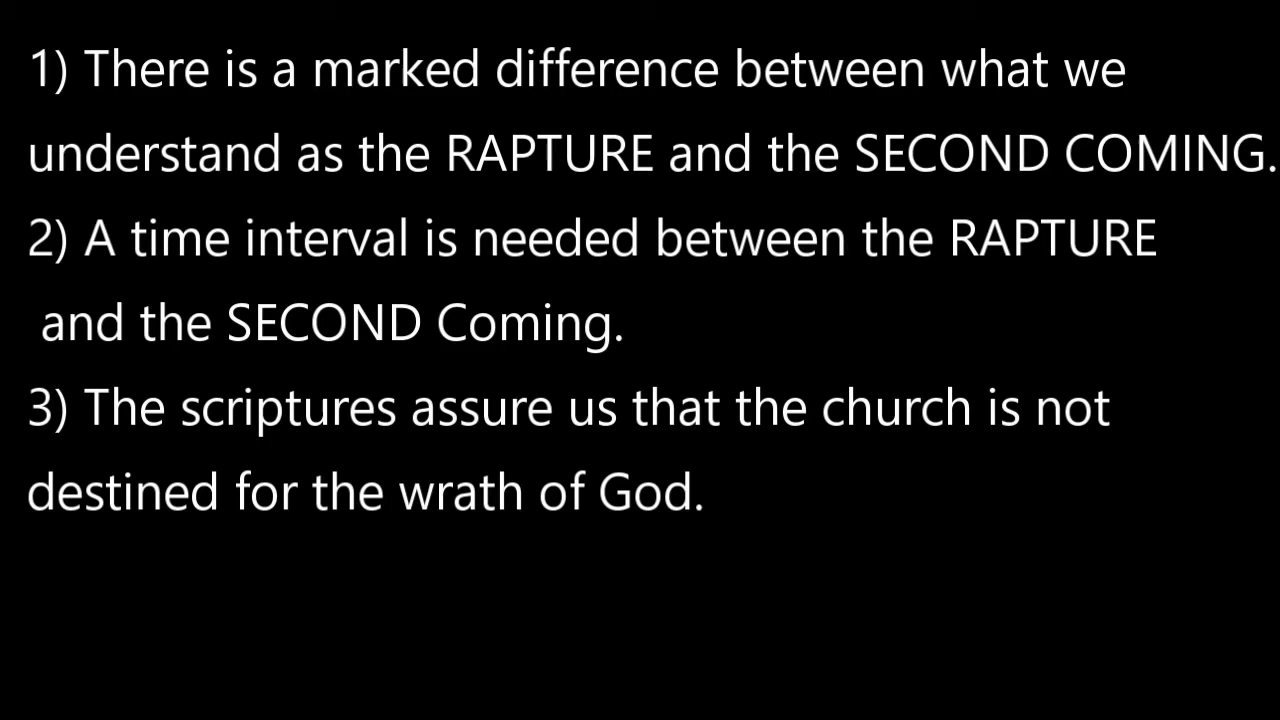 1) There is a marked difference between what we
understand as the RAPTURE and the SECOND COMING.
2) A time interval is needed between the RAPTURE
and the SECOND Coming.
3) The scriptures assure us that the church is not
destined for the wrath of God.